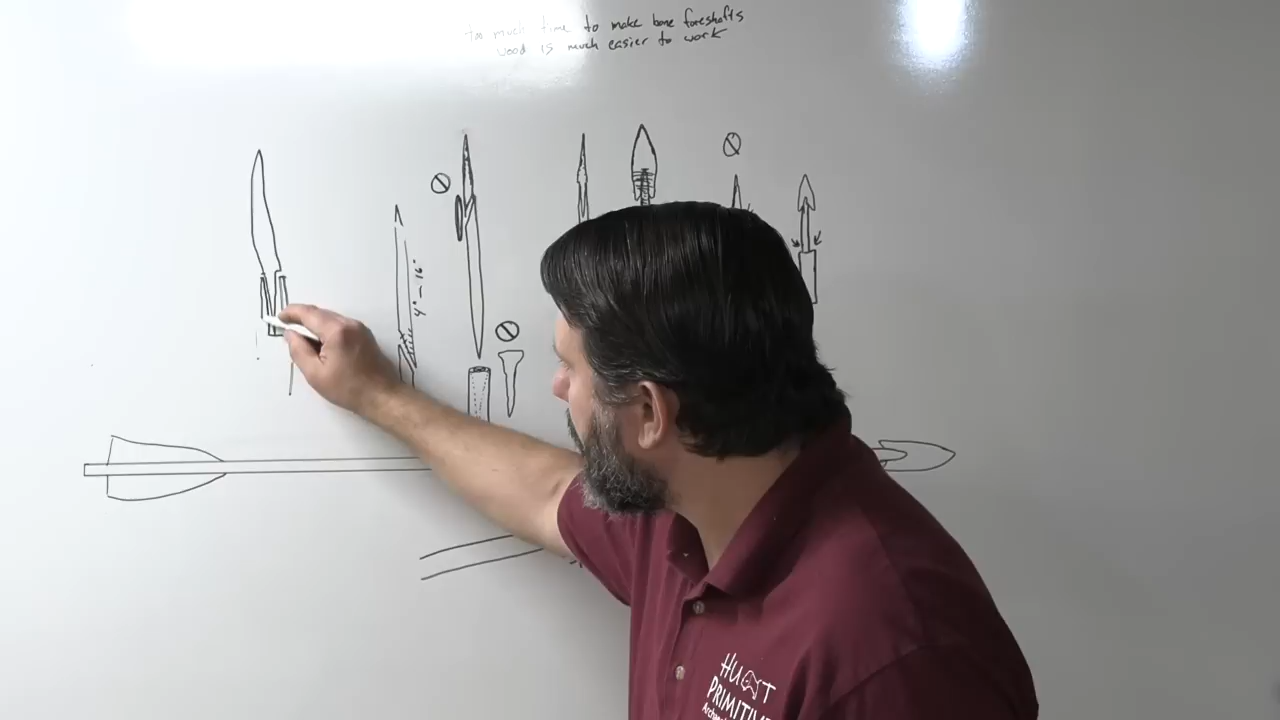 too much time to make bone foreshafts
wood is much easier to work
4" - 16"
HUNT
PRIMITIVE